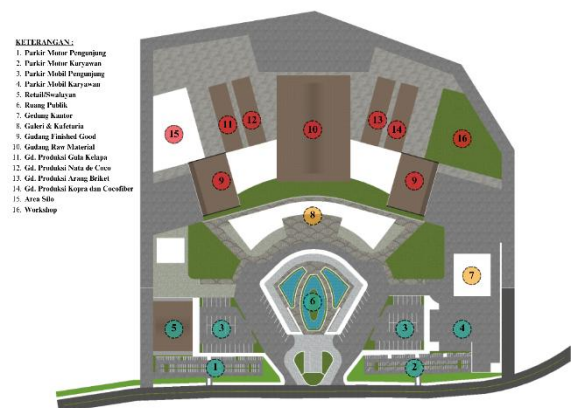 KETERANGAN :
1. Parkir Motor Pengunjung
2. Parkir Motor Karyawan
3. Parkir Mobil Pengunjung
4. Parkir Mobil Karyawan
5. Retail/Swalayan
6. Ruang Publik
7. Gedung Kantor
8. Galeri & Kafetaria
9. Gudang Finished Good
10. Gudang Raw Material
11. Gd. Produksi Gula Kelapa
12. Gd. Produksi Nata de Coco
13. Gd. Produksi Arang Briket
14. Gd. Produksi Kopra dan Cocofiber
15. Area Silo
16. Workshop
15
11
12
10
13
14
16
9
9
8
7
6
5
3
3
4
1
2